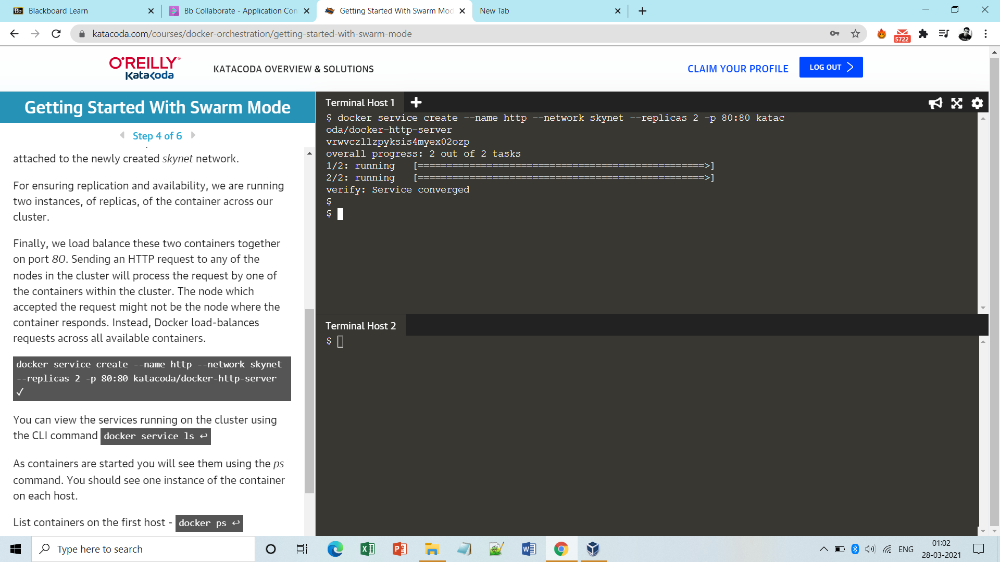 Blackboard Learn
Bb Collaborate - Application Con
Getting Started With Swarm Mod
New Tab
katacoda.com/courses/docker-orchestration/getting-started-with-swarm-mode
5722
O'REILLY®
Katacoda
KATACODA OVERVIEW & SOLUTIONS
CLAIM YOUR PROFILE
LOG OUT
Getting Started With Swarm Mode
Step 4 of 6
attached to the newly created skynet network.
For ensuring replication and availability, we are running
two instances, of replicas, of the container across our
cluster.
Finally, we load balance these two containers together
on port 80. Sending an HTTP request to any of the
nodes in the cluster will process the request by one of
the containers within the cluster. The node which
accepted the request might not be the node where the
container responds. Instead, Docker load-balances
requests across all available containers.
docker service create --name http --network skynet
--replicas 2 -p 80:80 katacoda/docker-http-server
✓
You can view the services running on the cluster using
the CLI command docker service ls ↩
As containers are started you will see them using the ps
command. You should see one instance of the container
on each host.
List containers on the first host - docker ps ↩
Terminal Host 1
$ docker service create --name http --network skynet --replicas 2 -p 80:80 katac
oda/docker-http-server
vrwvczllzpyksis4myex02ozp
overall progress: 2 out of 2 tasks
1/2: running   [==================================================>]
2/2: running   [==================================================>]
verify: Service converged
$
$
Terminal Host 2
$
Type here to search
ENG
01:02
28-03-2021